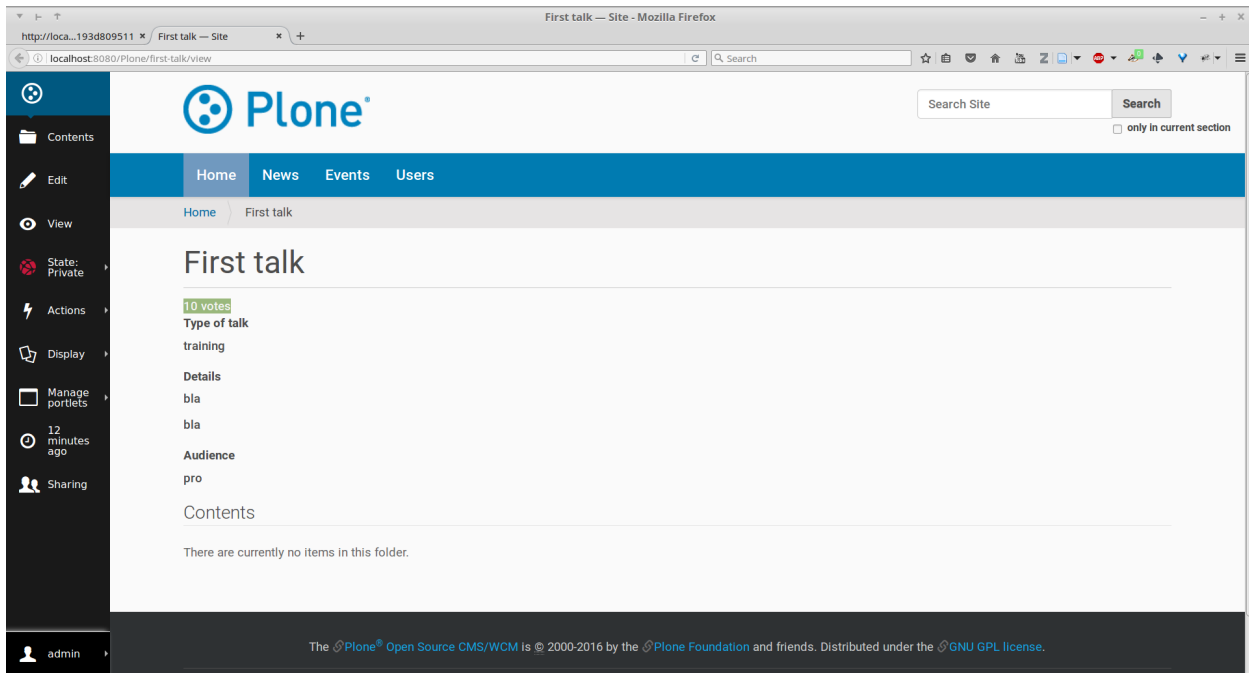 First talk — Site - Mozilla Firefox
http://loca...193d809511 × First talk — Site ×
localhost:8080/Plone/first-talk/view Search
Plone®
Search Site Search
only in current section
Contents
Edit
View
State:
Private
Actions
Display
Manage
portlets
12
minutes
ago
Sharing
admin
Home News Events Users
Home First talk
First talk
10 votes
Type of talk
training
Details
bla
bla
Audience
pro
Contents
There are currently no items in this folder.
The Plone® Open Source CMS/WCM is © 2000-2016 by the Plone Foundation and friends. Distributed under the GNU GPL license.